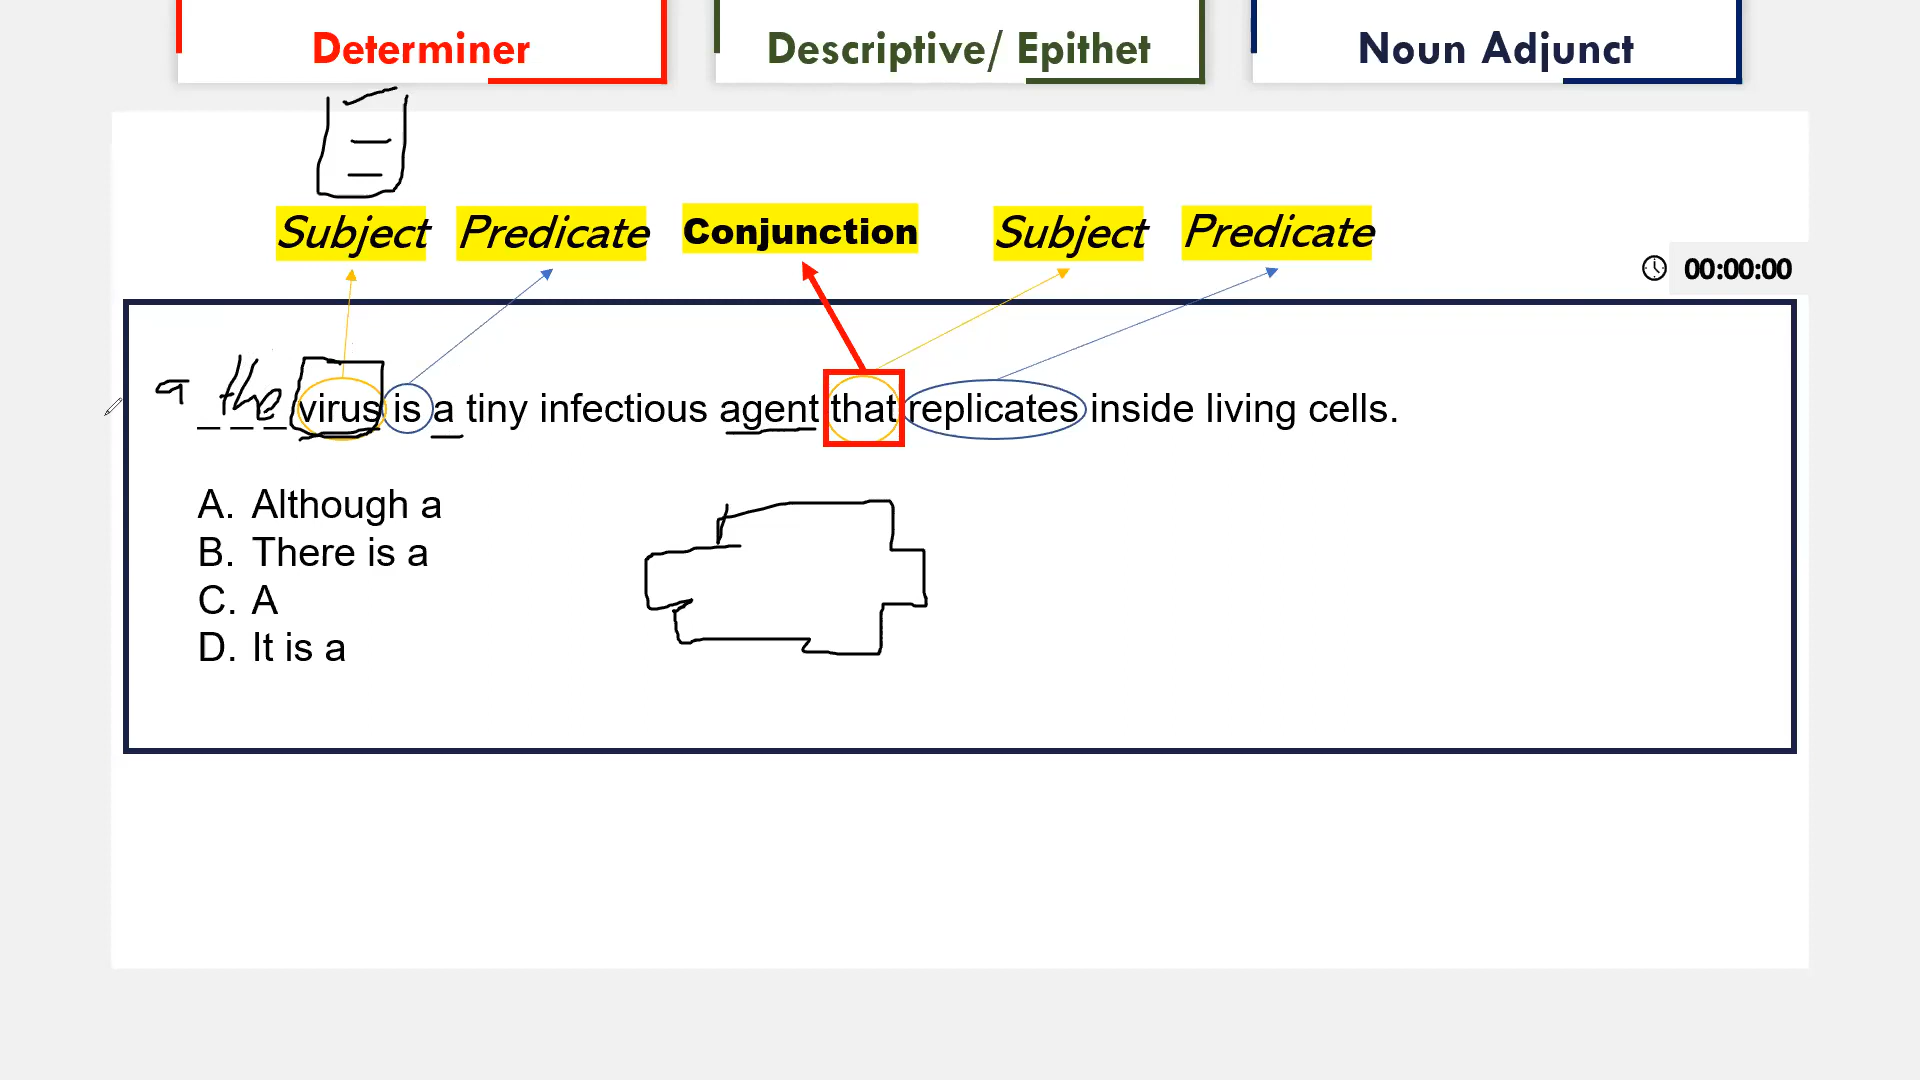 Determiner
Descriptive/ Epithet
Noun Adjunct
Subject Predicate Conjunction Subject Predicate
00:00:00
a the
_ _ _ virus is a tiny infectious agent that replicates inside living cells.
A. Although a
B. There is a
C. A
D. It is a